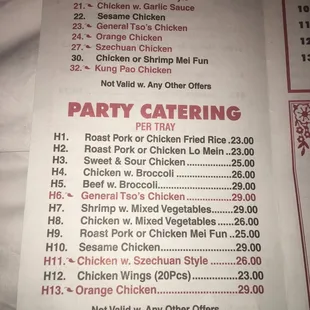 21. Chicken w. Garlic Sauce
22. Sesame Chicken
23. General Tso's Chicken
24. Orange Chicken
27. Szechuan Chicken
30. Chicken or Shrimp Mei Fun
32. Kung Pao Chicken
Not Valid w. Any Other Offers
PARTY CATERING
PER TRAY
H1. Roast Pork or Chicken Fried Rice .23.00
H2. Roast Pork or Chicken Lo Mein ..23.00
H3. Sweet & Sour Chicken...............25.00
H4. Chicken w. Broccoli ....................26.00
H5. Beef w. Broccoli.........................29.00
H6. General Tso's Chicken...............29.00
H7. Shrimp w. Mixed Vegetables.......29.00
H8. Chicken w. Mixed Vegetables .....26.00
H9. Roast Pork or Chicken Mei Fun ..25.00
H10. Sesame Chicken.......................29.00
H11. Chicken w. Szechuan Style .......26.00
H12. Chicken Wings (20Pcs)..............23.00
H13. Orange Chicken........................29.00
Not Valid w. Any Other Offers